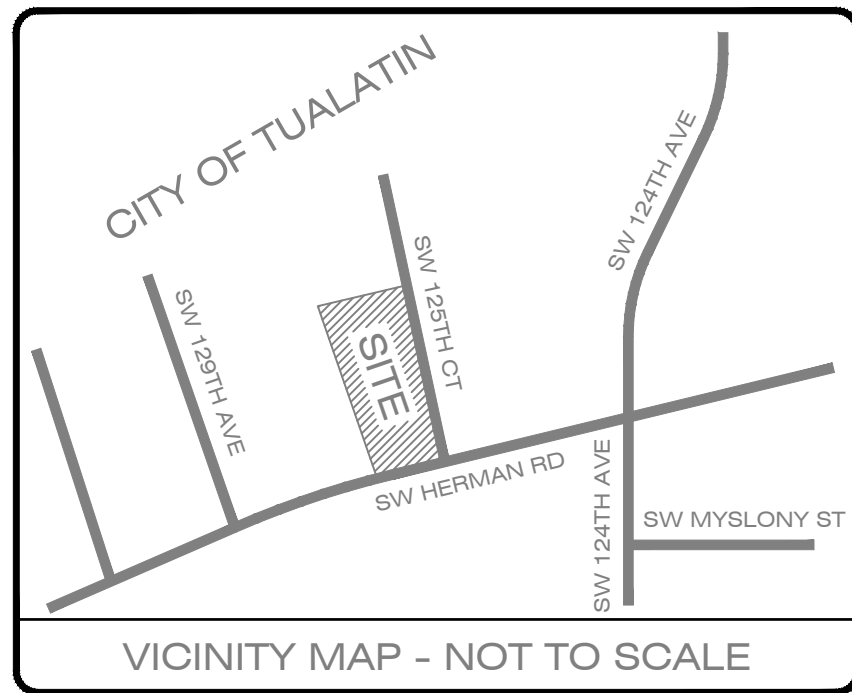 CITY OF TUALATIN
SW 124TH AVE
SW 125TH CT
SW 129TH AVE
SITE
SW HERMAN RD
SW 124TH AVE
SW MYSLONY ST
VICINITY MAP - NOT TO SCALE